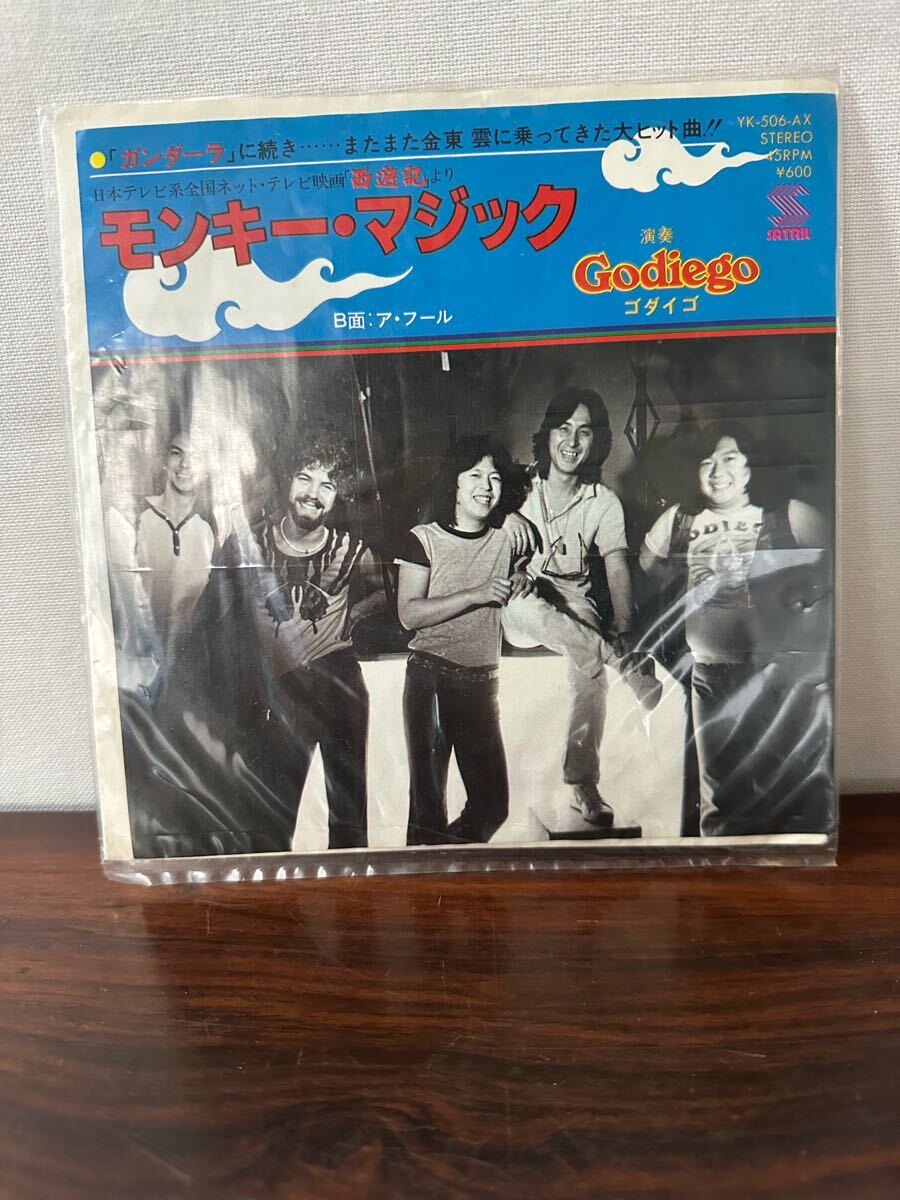 ●「ガンダーラ」に続き……またまた金東雲に乗ってきた大ヒット曲!!
日本テレビ系全国ネット・テレビ映画「西遊記」より
モンキー・マジック
B面:ア・フール
YK-506-AX
STEREO
45RPM
¥600
SATRIL
演奏
Godiego
ゴダイゴ
ODIEG